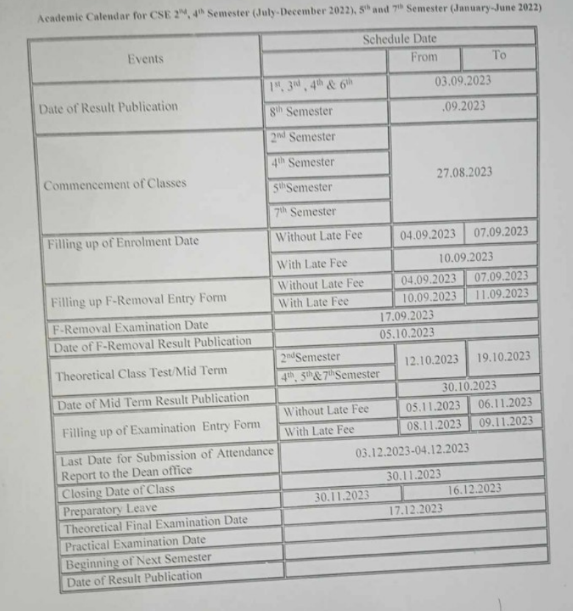 Academic Calendar for CSE 2nd, 4th Semester (July-December 2022), 5th and 7th Semester (January-June 2022)
Events
Schedule Date
From To
Date of Result Publication
1st, 3rd, 4th & 6th 03.09.2023
8th Semester .09.2023
Commencement of Classes
2nd Semester
4th Semester
5th Semester
7th Semester
27.08.2023
Filling up of Enrolment Date
Without Late Fee 04.09.2023 07.09.2023
With Late Fee 10.09.2023
Filling up F-Removal Entry Form
Without Late Fee 04.09.2023 07.09.2023
With Late Fee 10.09.2023 11.09.2023
F-Removal Examination Date 17.09.2023
Date of F-Removal Result Publication 05.10.2023
Theoretical Class Test/Mid Term
2nd Semester
4th, 5th&7th Semester
12.10.2023 19.10.2023
Date of Mid Term Result Publication 30.10.2023
Filling up of Examination Entry Form
Without Late Fee 05.11.2023 06.11.2023
With Late Fee 08.11.2023 09.11.2023
Last Date for Submission of Attendance
Report to the Dean office
03.12.2023-04.12.2023
Closing Date of Class 30.11.2023
Preparatory Leave 30.11.2023 16.12.2023
Theoretical Final Examination Date 17.12.2023
Practical Examination Date
Beginning of Next Semester
Date of Result Publication